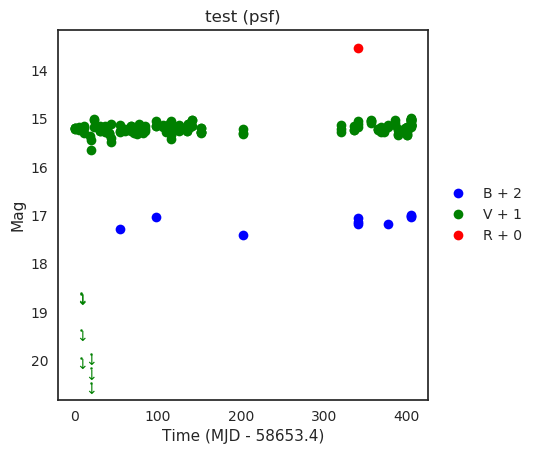 test (psf)
Mag
14
15
16
17
18
19
20
0
100
200
300
400
Time (MJD - 58653.4)
B + 2
V + 1
R + 0